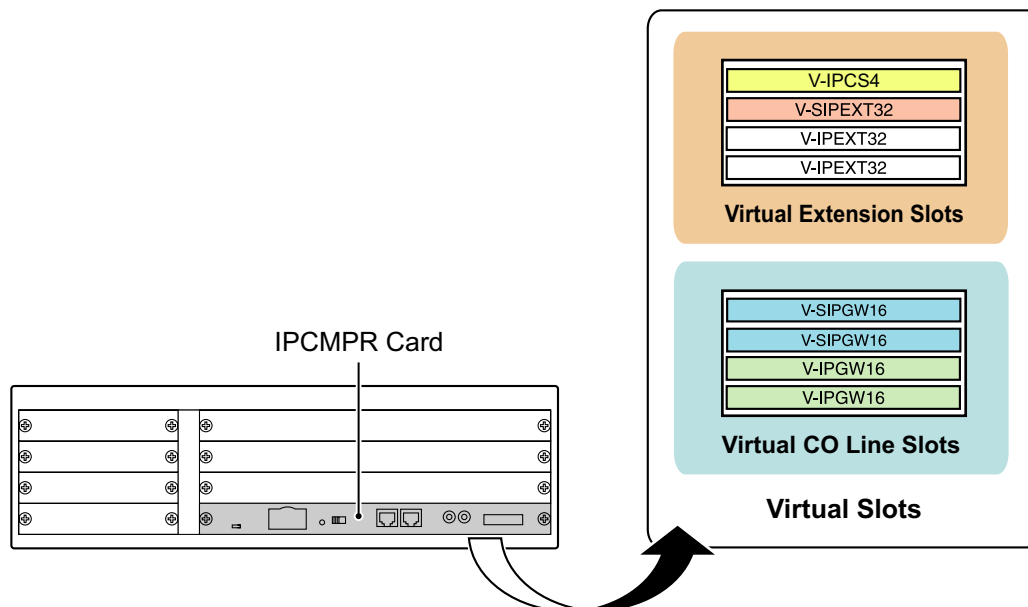 V-IPCS4
V-SIPEXT32
V-IPEXT32
V-IPEXT32
Virtual Extension Slots
V-SIPGW16
V-SIPGW16
V-IPGW16
V-IPGW16
Virtual CO Line Slots
Virtual Slots
IPCMPR Card